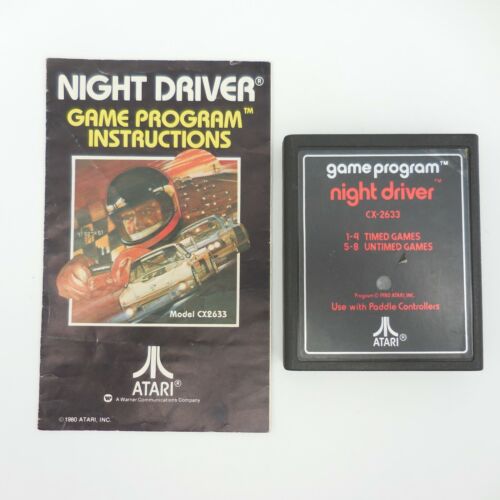 NIGHT DRIVER®
GAME PROGRAM™
INSTRUCTIONS
Model CX2633
ATARI®
W A Warner Communications Company
© 1980 ATARI, INC.
game program™
night driver™
CX-2633
1-4 TIMED GAMES
5-8 UNTIMED GAMES
Program © 1980 ATARI, INC.
Use with Paddle Controllers
ATARI®